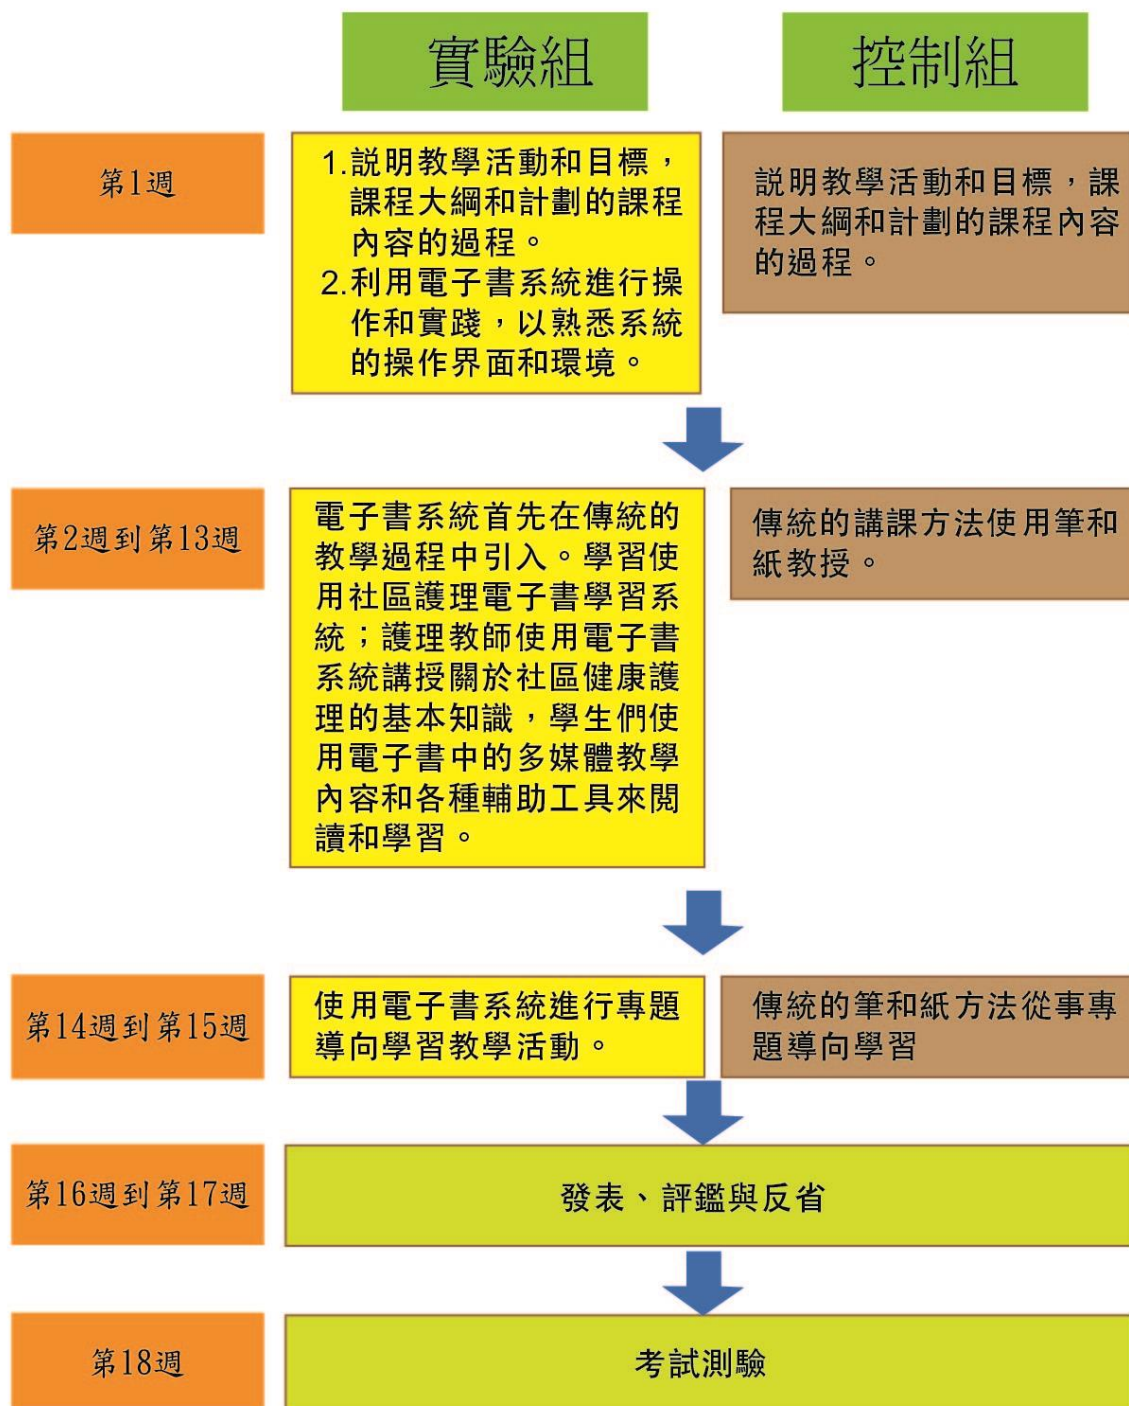 實驗組
控制組
第1週
1.説明教學活動和目標，
課程大綱和計劃的課程
內容的過程。
2.利用電子書系統進行操
作和實踐，以熟悉系統
的操作界面和環境。
説明教學活動和目標，課
程大綱和計劃的課程內容
的過程。
第2週到第13週
電子書系統首先在傳統的
教學過程中引入。學習使
用社區護理電子書學習系
統；護理教師使用電子書
系統講授關於社區健康護
理的基本知識，學生們使
用電子書中的多媒體教學
內容和各種輔助工具來閱
讀和學習。
傳統的講課方法使用筆和
紙教授。
第14週到第15週
使用電子書系統進行專題
導向學習教學活動。
傳統的筆和紙方法從事專
題導向學習
第16週到第17週
發表、評鑑與反省
第18週
考試測驗